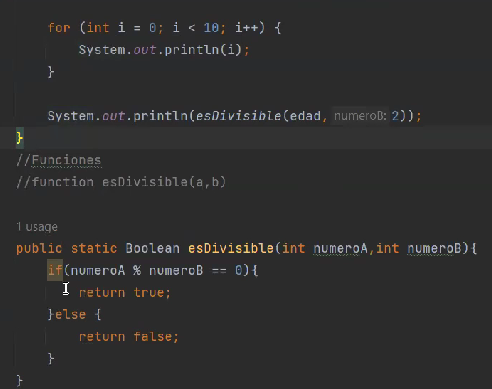 for (int i = 0; i < 10; i++) {
System.out.println(i);
}
System.out.println(esDivisible(edad, numeroB: 2));
}
//Funciones
//function esDivisible(a,b)
1 usage
public static Boolean esDivisible(int numeroA,int numeroB){
if(numeroA % numeroB == 0){
return true;
}else {
return false;
}
}